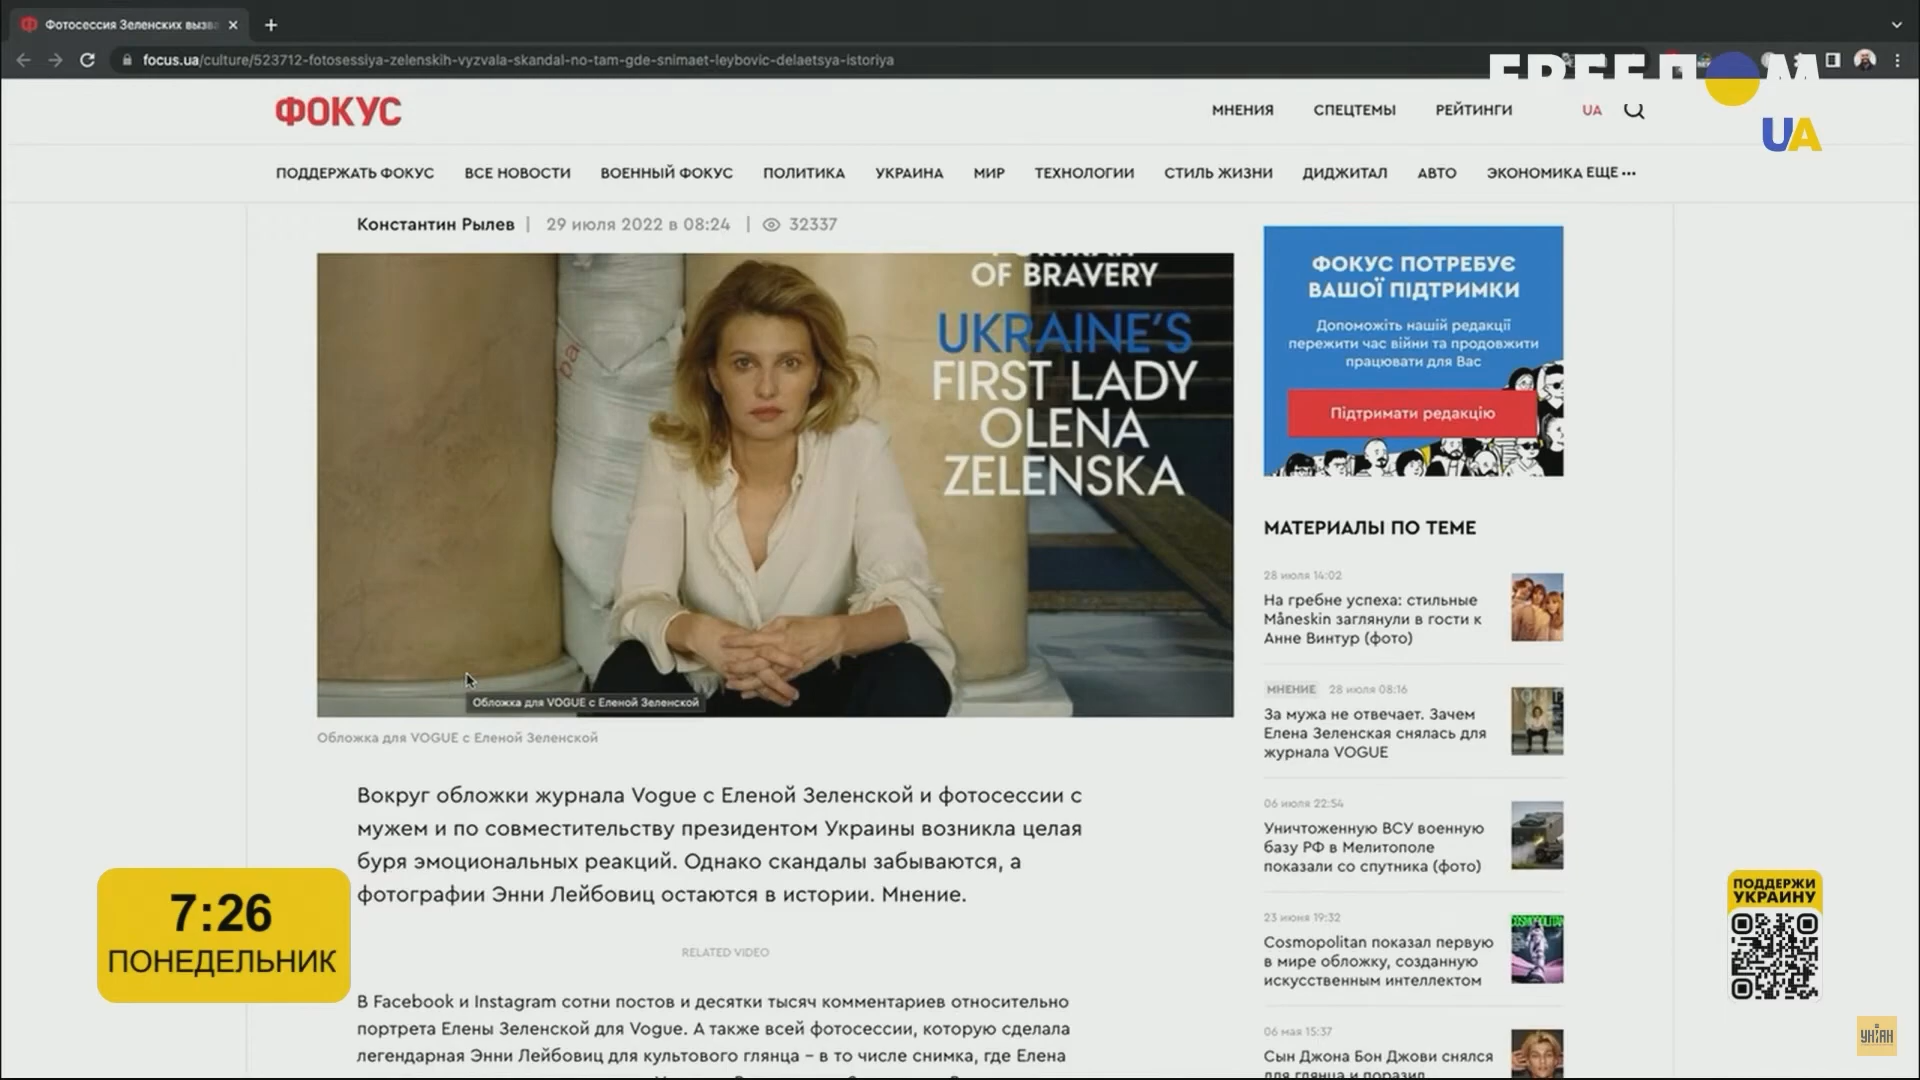 Фотосессия Зеленских вызва
focus.ua/culture/523712-fotosessiya-zelenskih-vyzvala-skandal-no-tam-gde-snimaet-leybovic-delaetsya-istoriya
FREEДOM
UA
ФОКУС
МНЕНИЯ
СПЕЦТЕМЫ
РЕЙТИНГИ
UA
ПОДДЕРЖАТЬ ФОКУС
ВСЕ НОВОСТИ
ВОЕННЫЙ ФОКУС
ПОЛИТИКА
УКРАИНА
МИР
ТЕХНОЛОГИИ
СТИЛЬ ЖИЗНИ
ДИДЖИТАЛ
АВТО
ЭКОНОМИКА
ЕЩЕ ···
Константин Рылев | 29 июля 2022 в 08:24 | 32337
OF BRAVERY
UKRAINE'S
FIRST LADY
OLENA
ZELENSKA
Обложка для VOGUE с Еленой Зеленской
Обложка для VOGUE с Еленой Зеленской
Вокруг обложки журнала Vogue с Еленой Зеленской и фотосессии с
мужем и по совместительству президентом Украины возникла целая
буря эмоциональных реакций. Однако скандалы забываются, а
фотографии Энни Лейбовиц остаются в истории. Мнение.
RELATED VIDEO
В Facebook и Instagram сотни постов и десятки тысяч комментариев относительно
портрета Елены Зеленской для Vogue. А также всей фотосессии, которую сделала
легендарная Энни Лейбовиц для культового глянца – в то числе снимка, где Елена
ФОКУС ПОТРЕБУЄ
ВАШОЇ ПІДТРИМКИ
Допоможіть нашій редакції
пережити час війни та продовжити
працювати для Вас
Підтримати редакцію
МАТЕРИАЛЫ ПО ТЕМЕ
28 июля 14:02
На гребне успеха: стильные
Måneskin заглянули в гости к
Анне Винтур (фото)
МНЕНИЕ 28 июля 08:16
За мужа не отвечает. Зачем
Елена Зеленская снялась для
журнала VOGUE
06 июля 22:54
Уничтоженную ВСУ военную
базу РФ в Мелитополе
показали со спутника (фото)
23 июня 19:32
Cosmopolitan показал первую
в мире обложку, созданную
искусственным интеллектом
06 мая 15:37
Сын Джона Бон Джови снялся
для глянца и поразил
COSMOPOLITAN
7:26
ПОНЕДЕЛЬНИК
ПОДДЕРЖИ
УКРАИНУ
УНІАН